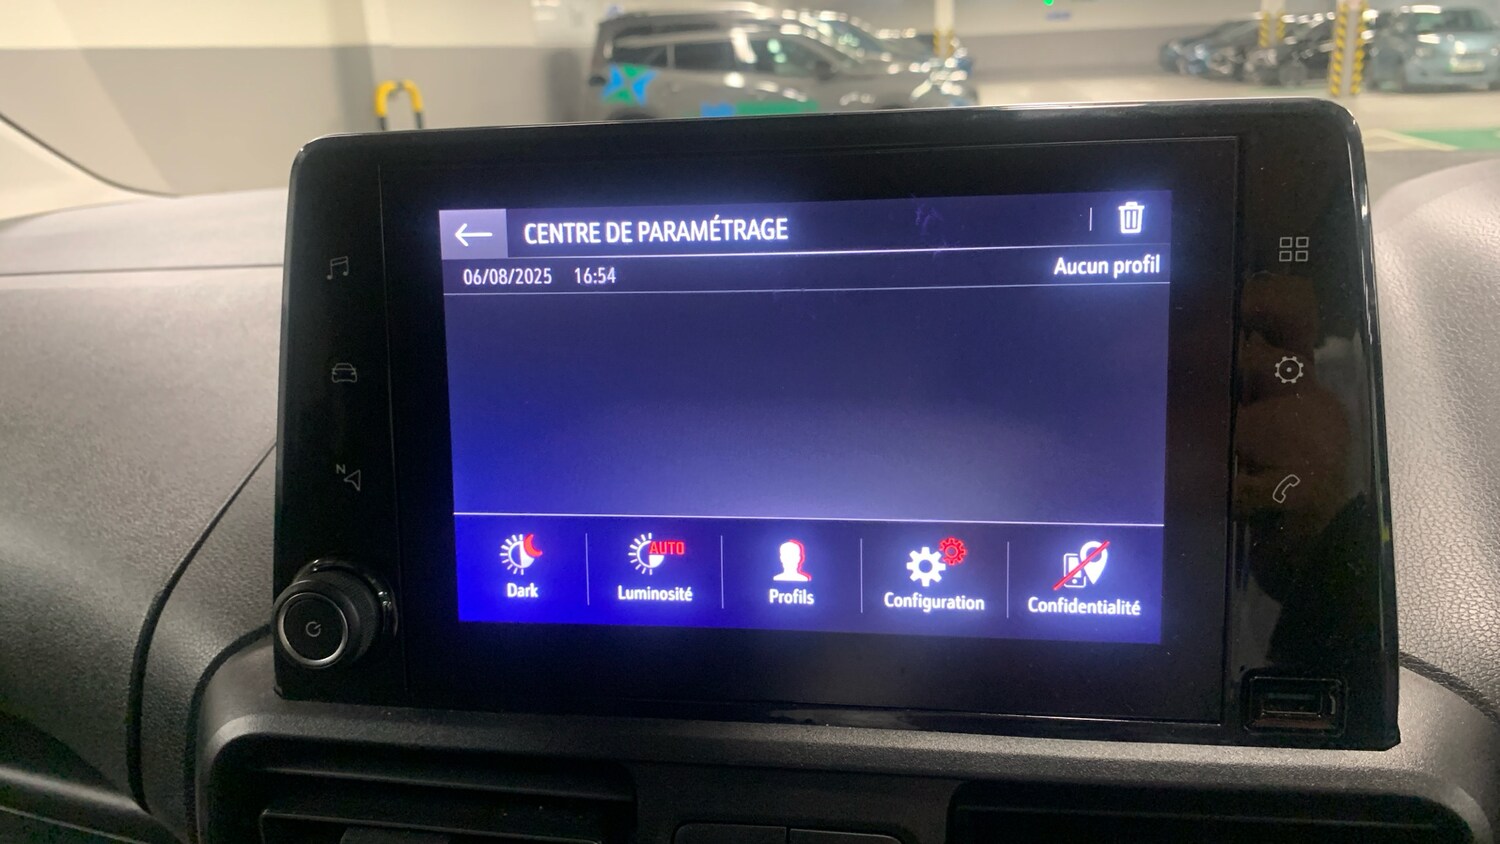 CENTRE DE PARAMÉTRAGE
06/08/2025 16:54 Aucun profil
N
AUTO
Dark Luminosité Profils Configuration Confidentialité